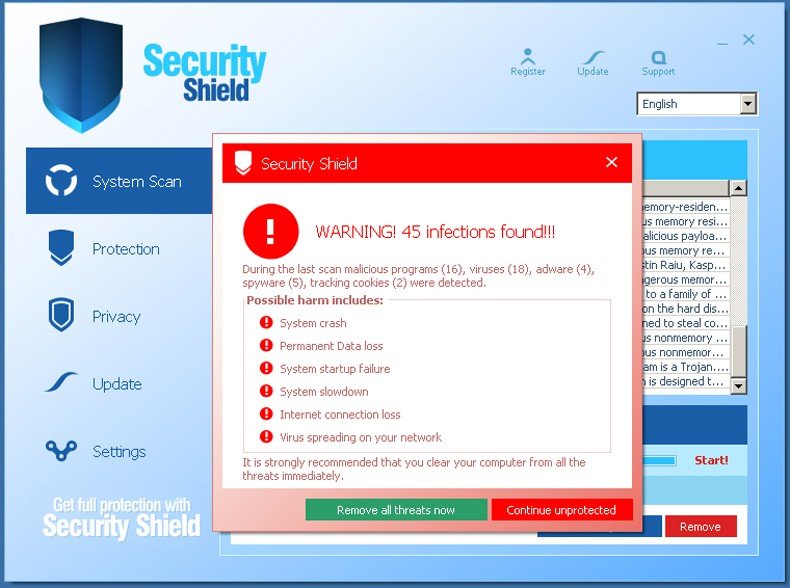 Security
Shield
Register
Update
Support
English
System Scan
Protection
Privacy
Update
Settings
Get full protection with
Security Shield
Security Shield
WARNING! 45 infections found!!!
During the last scan malicious programs (16), viruses (18), adware (4),
spyware (5), tracking cookies (2) were detected.
Possible harm includes:
System crash
Permanent Data loss
System startup failure
System slowdown
Internet connection loss
Virus spreading on your network
It is strongly recommended that you clear your computer from all the
threats immediately.
Remove all threats now
Continue unprotected
emory-residen...
us memory resi...
alicious payloa...
us memory re...
stin Raiu, Kasp...
ngerous memor...
to a family of ...
on the hard dis...
ned to steal co...
us nonmemory ...
ous nonmemor...
am is a Trojan....
n is designed t...
Start!
Remove